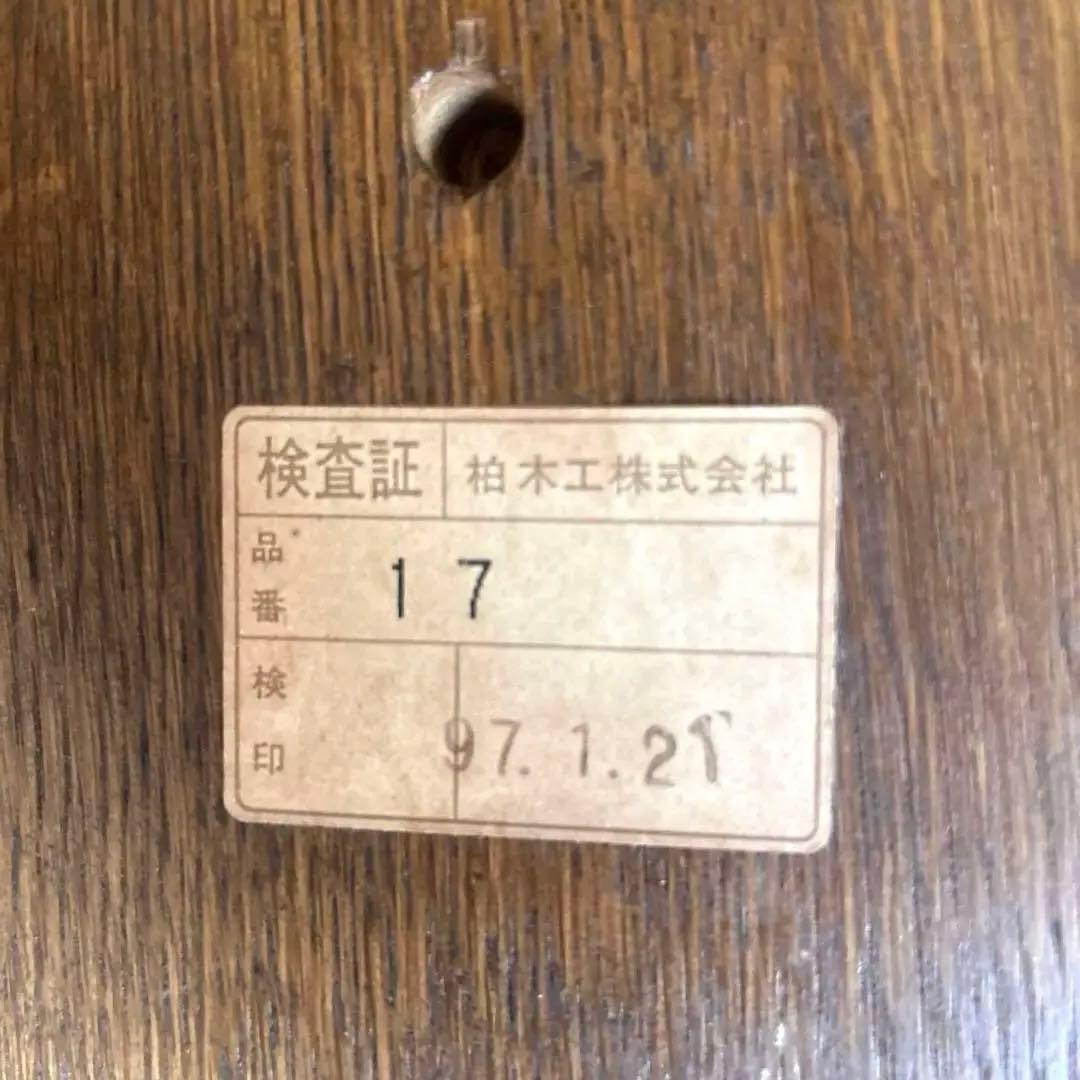 検査証 柏木工株式会社
品番 17
検印 97.1.21